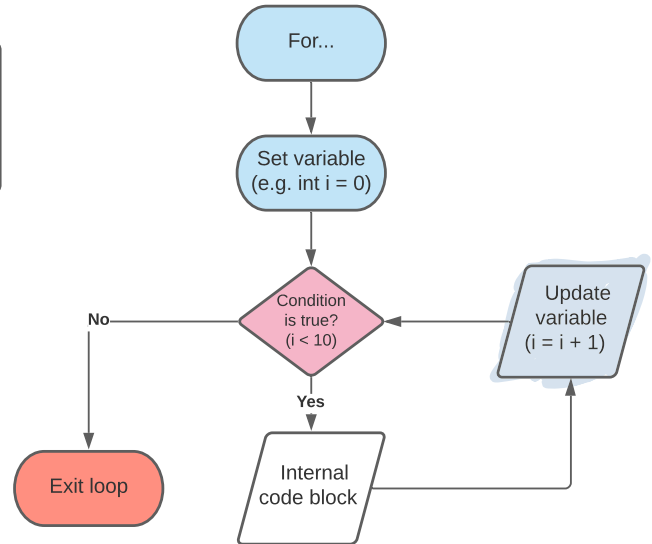 For...
Set variable
(e.g. int i = 0)
Condition
is true?
(i < 10)
No
Yes
Update
variable
(i = i + 1)
Exit loop
Internal
code block